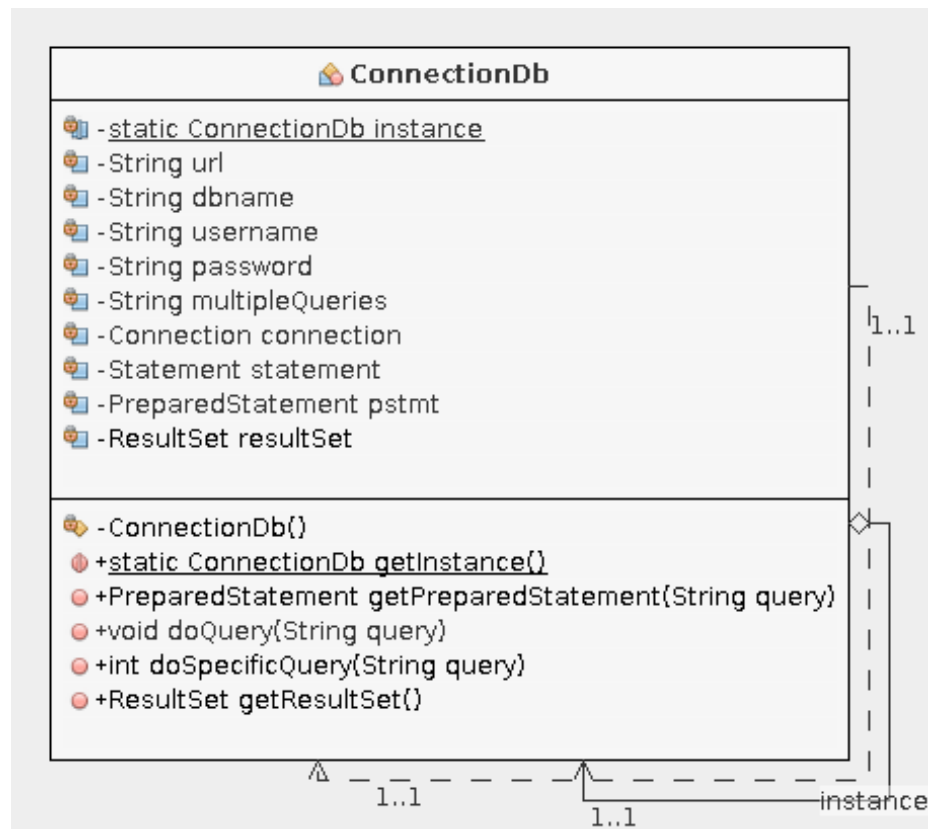 ConnectionDb
-static ConnectionDb instance
-String url
-String dbname
-String username
-String password
-String multipleQueries
-Connection connection
-Statement statement
-PreparedStatement pstmt
-ResultSet resultSet
1..1
-ConnectionDb()
+static ConnectionDb getInstance()
+PreparedStatement getPreparedStatement(String query)
+void doQuery(String query)
+int doSpecificQuery(String query)
+ResultSet getResultSet()
1..1
instance
1..1